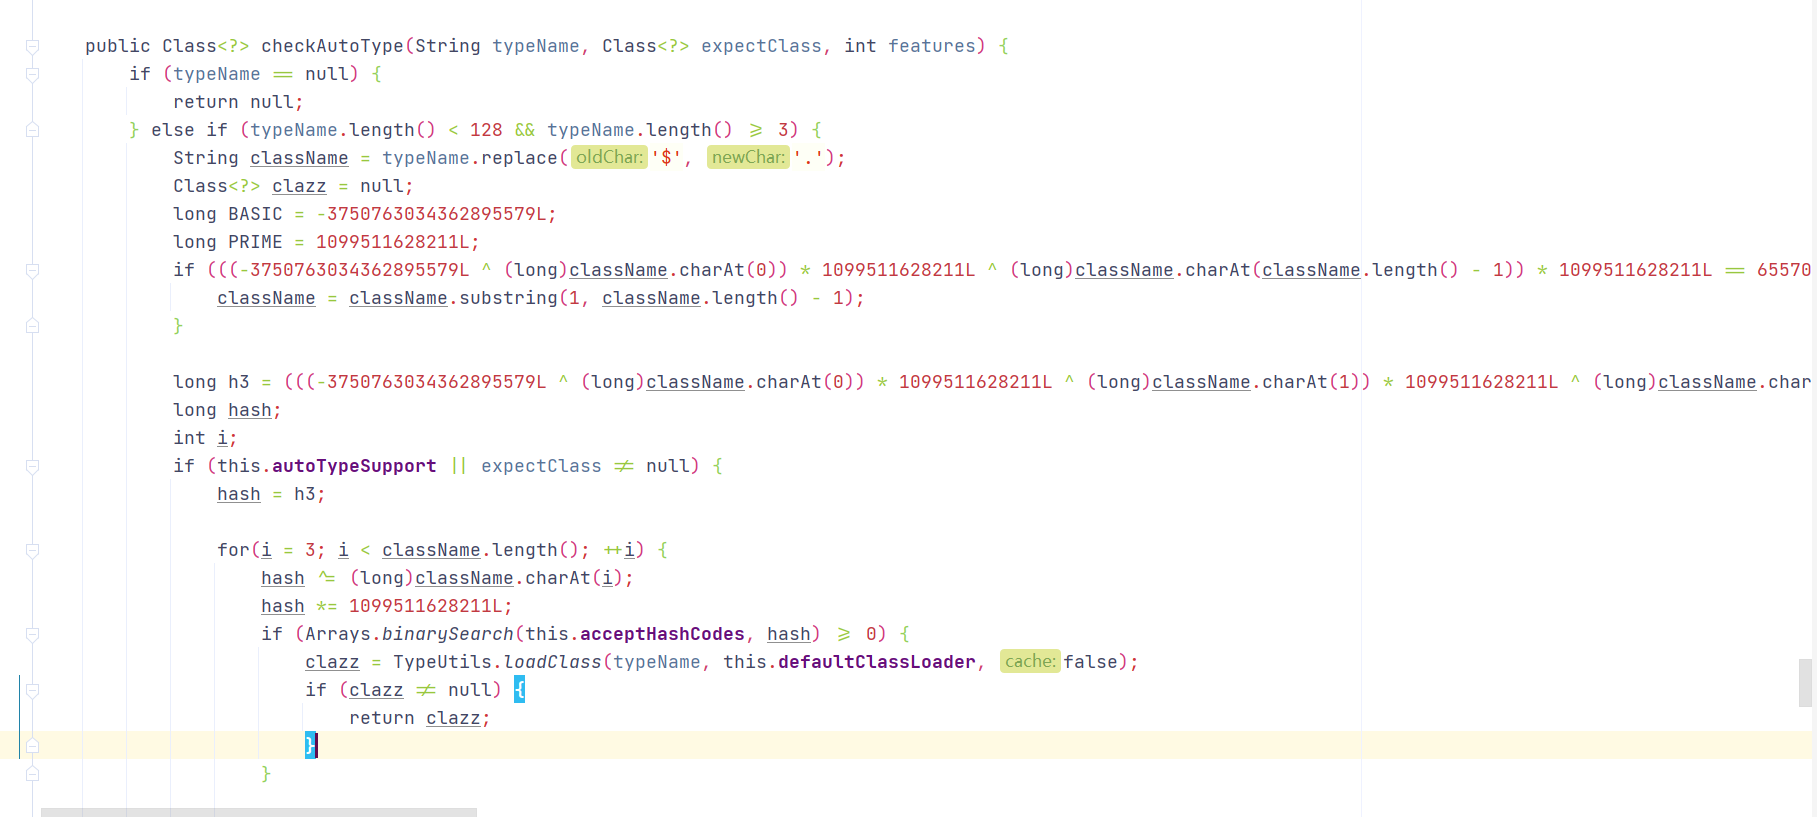 public Class<?> checkAutoType(String typeName, Class<?> expectClass, int features) {
if (typeName == null) {
return null;
} else if (typeName.length() < 128 && typeName.length() >= 3) {
String className = typeName.replace( oldChar: '$', newChar: '.');
Class<?> clazz = null;
long BASIC = -3750763034362895579L;
long PRIME = 1099511628211L;
if (((-3750763034362895579L ^ (long)className.charAt(0)) * 1099511628211L ^ (long)className.charAt(className.length() - 1)) * 1099511628211L == 65570
className = className.substring(1, className.length() - 1);
}
long h3 = (((-3750763034362895579L ^ (long)className.charAt(0)) * 1099511628211L ^ (long)className.charAt(1)) * 1099511628211L ^ (long)className.char
long hash;
int i;
if (this.autoTypeSupport || expectClass != null) {
hash = h3;
for(i = 3; i < className.length(); ++i) {
hash ^= (long)className.charAt(i);
hash *= 1099511628211L;
if (Arrays.binarySearch(this.acceptHashCodes, hash) >= 0) {
clazz = TypeUtils.loadClass(typeName, this.defaultClassLoader, cache: false);
if (clazz != null) {
return clazz;
}
}